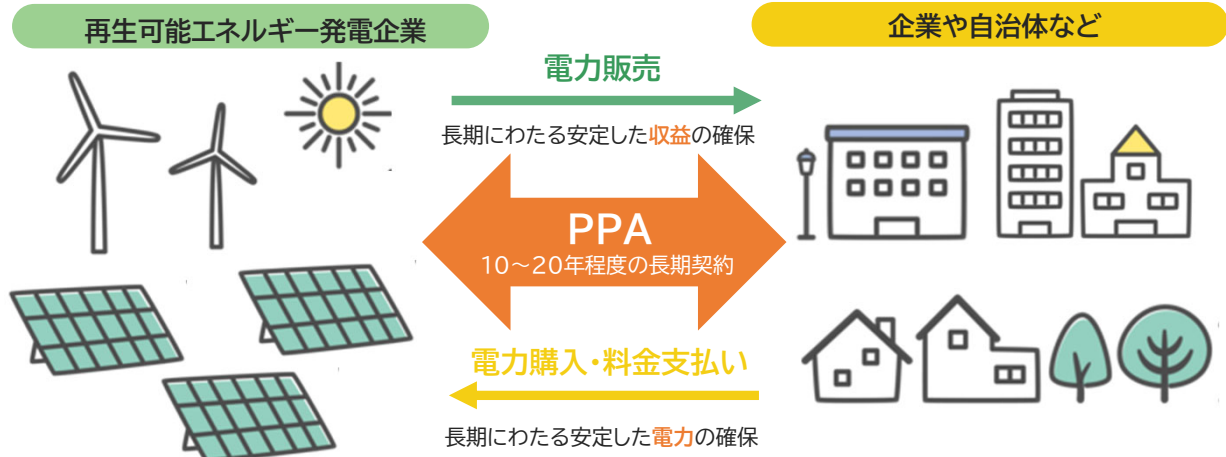 再生可能エネルギー発電企業
企業や自治体など
電力販売
長期にわたる安定した収益の確保
PPA
10～20年程度の長期契約
電力購入・料金支払い
長期にわたる安定した電力の確保